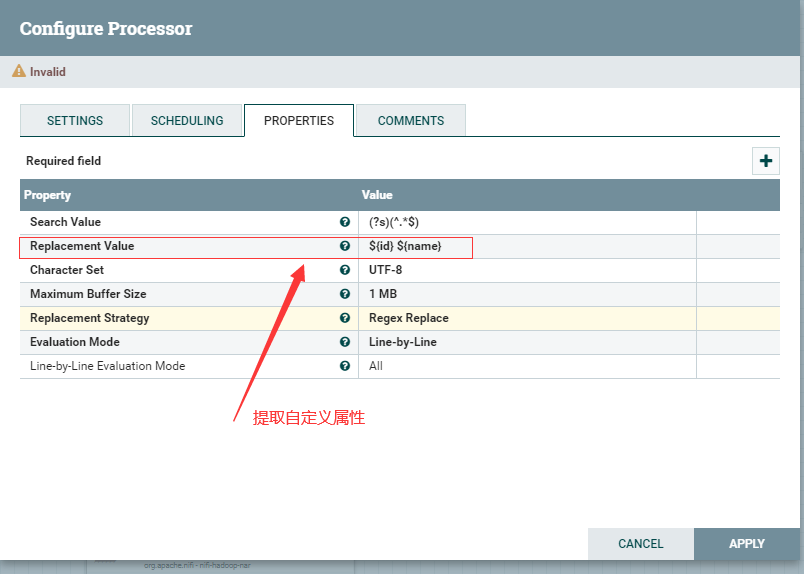 Configure Processor
Invalid
SETTINGS SCHEDULING PROPERTIES COMMENTS
Required field
Property Value
Search Value (?s)(^.*$)
Replacement Value ${id} ${name}
Character Set UTF-8
Maximum Buffer Size 1 MB
Replacement Strategy Regex Replace
Evaluation Mode Line-by-Line
Line-by-Line Evaluation Mode All
提取自定义属性
CANCEL APPLY
org.apache.nifi - nifi-hadoop-nar